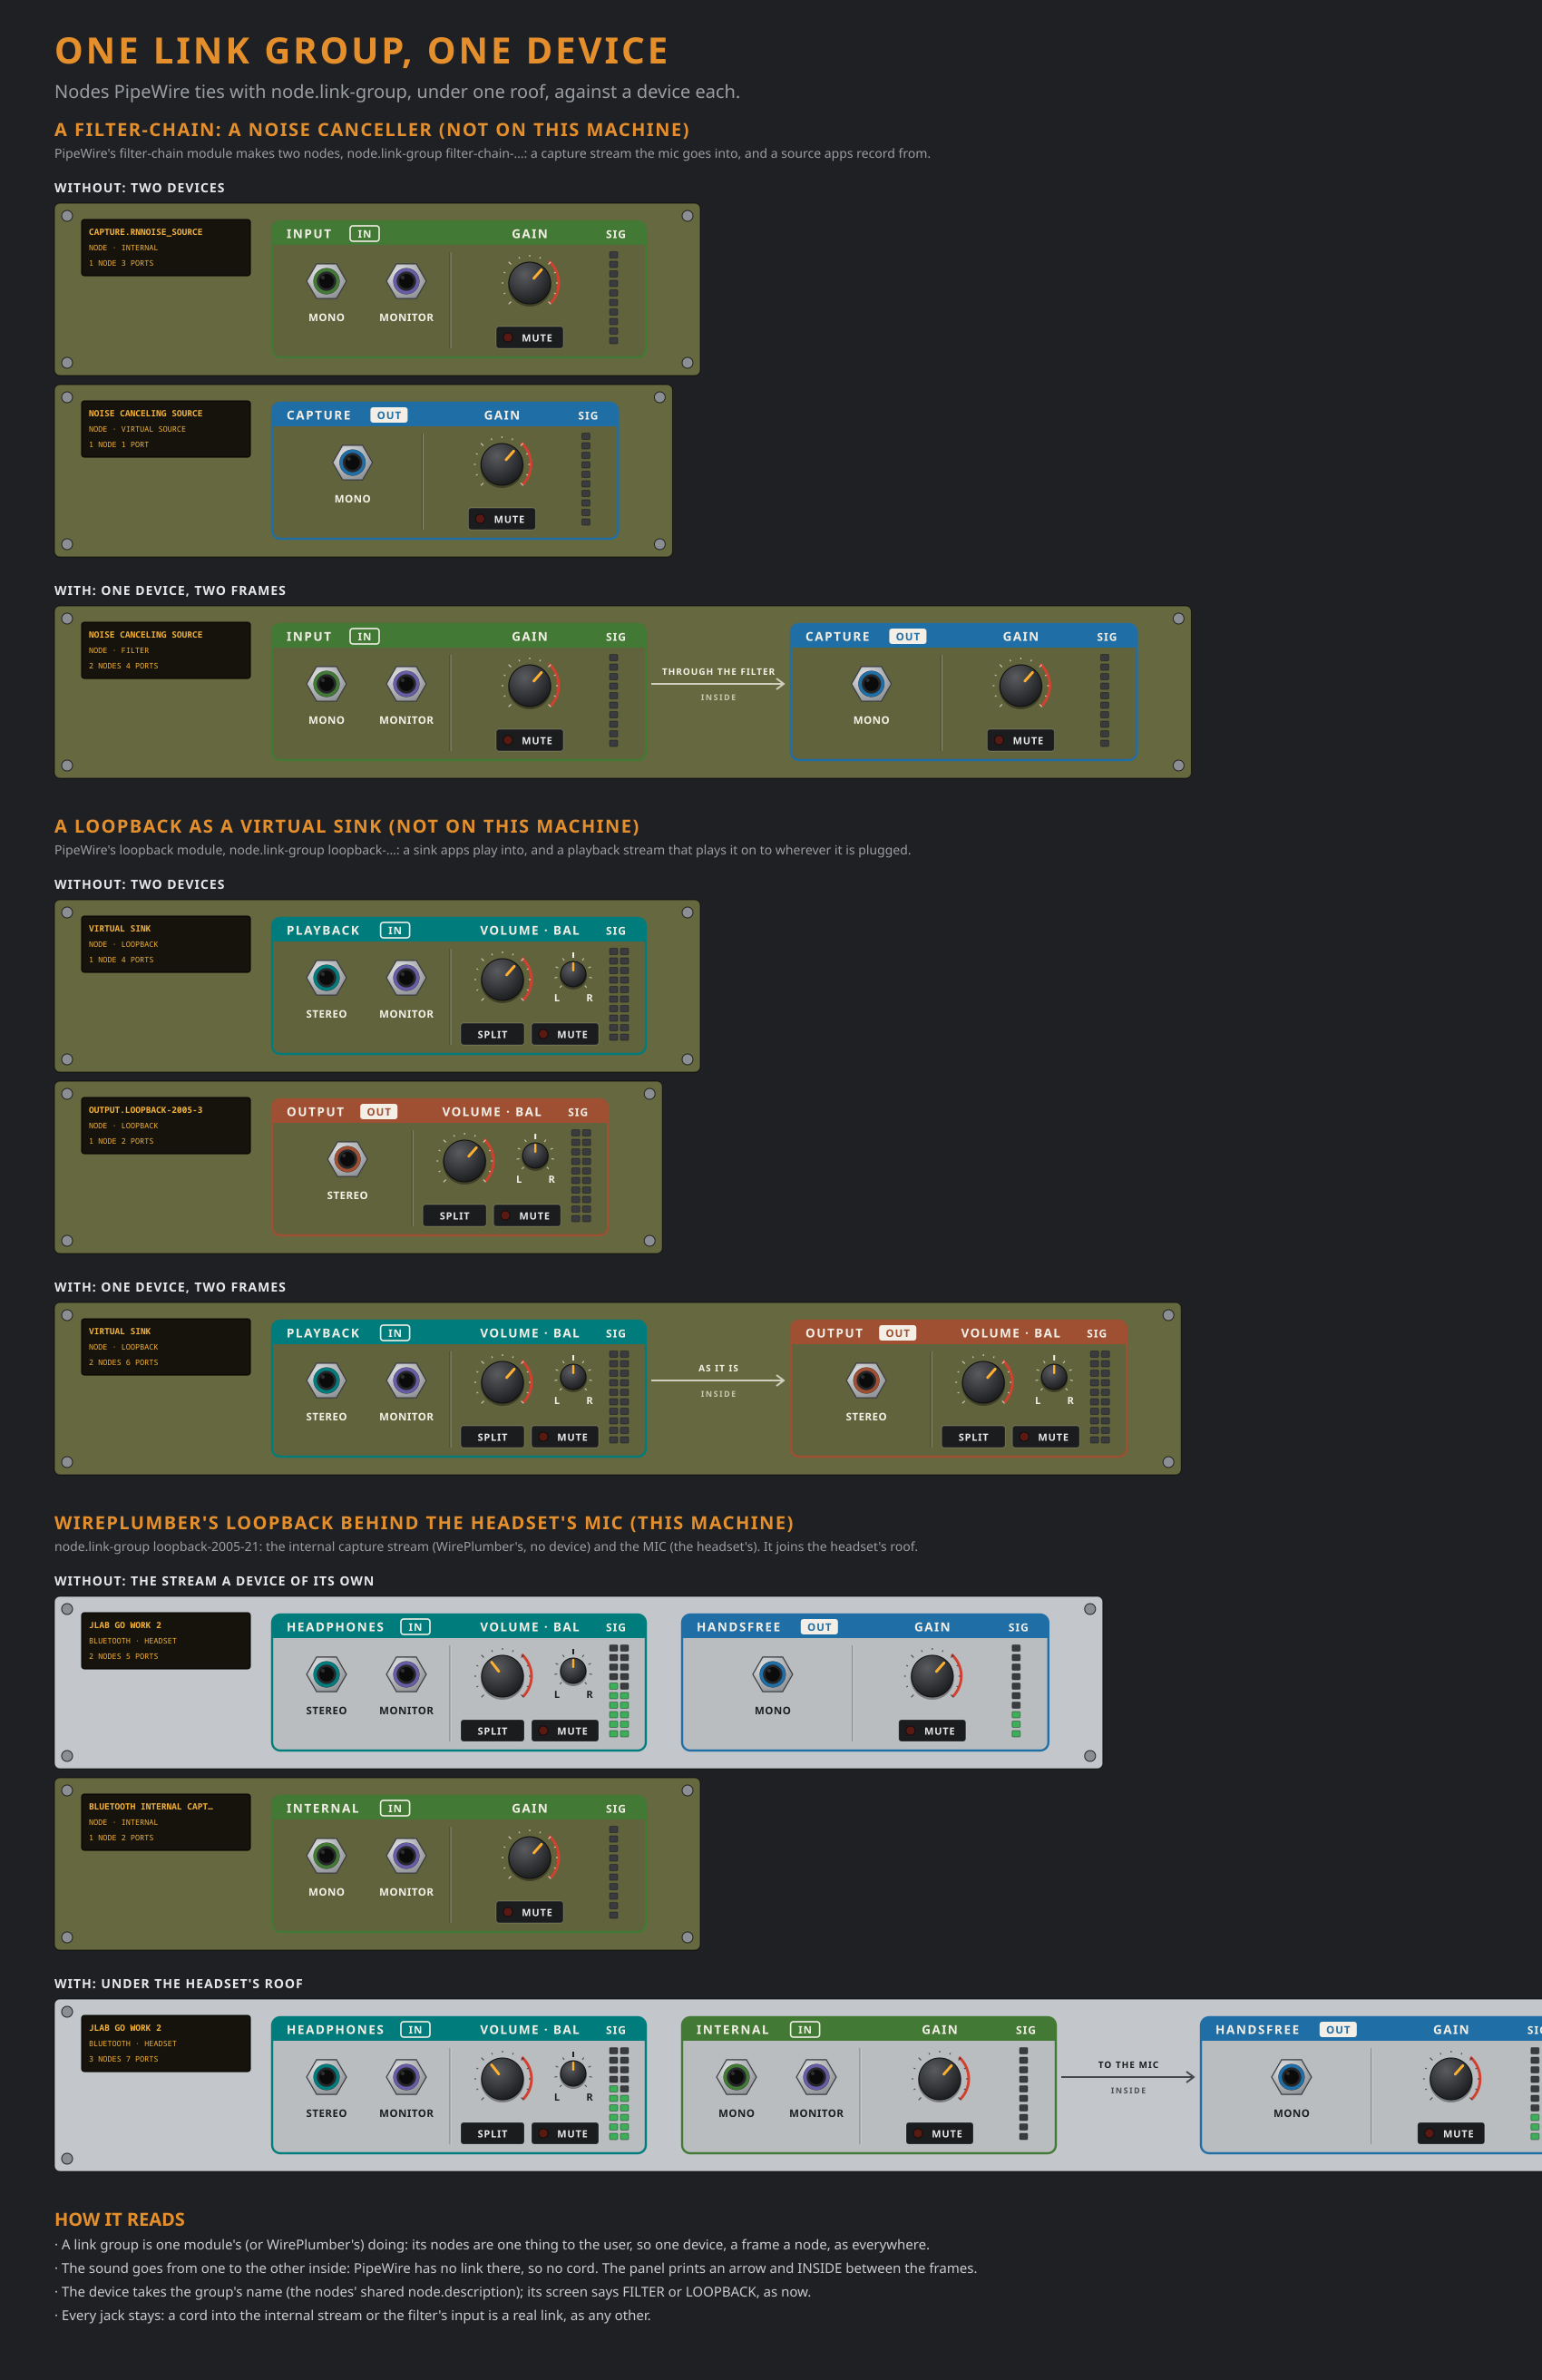 ONE LINK GROUP, ONE DEVICE
Nodes PipeWire ties with node.link-group, under one roof, against a device each.
A FILTER-CHAIN: A NOISE CANCELLER (NOT ON THIS MACHINE)
PipeWire's filter-chain module makes two nodes, node.link-group filter-chain-...: a capture stream the mic goes into, and a source apps record from.
WITHOUT: TWO DEVICES
CAPTURE.RNNOISE_SOURCE
NODE · INTERNAL
1 NODE 3 PORTS
INPUT IN GAIN SIG
MONO MONITOR
MUTE
NOISE CANCELING SOURCE
NODE · VIRTUAL SOURCE
1 NODE 1 PORT
CAPTURE OUT GAIN SIG
MONO
MUTE
WITH: ONE DEVICE, TWO FRAMES
NOISE CANCELING SOURCE
NODE · FILTER
2 NODES 4 PORTS
INPUT IN GAIN SIG
MONO MONITOR
MUTE
THROUGH THE FILTER
INSIDE
CAPTURE OUT GAIN SIG
MONO
MUTE
A LOOPBACK AS A VIRTUAL SINK (NOT ON THIS MACHINE)
PipeWire's loopback module, node.link-group loopback-...: a sink apps play into, and a playback stream that plays it on to wherever it is plugged.
WITHOUT: TWO DEVICES
VIRTUAL SINK
NODE · LOOPBACK
1 NODE 4 PORTS
PLAYBACK IN VOLUME · BAL SIG
L R
STEREO MONITOR
SPLIT MUTE
OUTPUT.LOOPBACK-2005-3
NODE · LOOPBACK
1 NODE 2 PORTS
OUTPUT OUT VOLUME · BAL SIG
L R
STEREO
SPLIT MUTE
WITH: ONE DEVICE, TWO FRAMES
VIRTUAL SINK
NODE · LOOPBACK
2 NODES 6 PORTS
PLAYBACK IN VOLUME · BAL SIG
L R
STEREO MONITOR
SPLIT MUTE
AS IT IS
INSIDE
OUTPUT OUT VOLUME · BAL SIG
L R
STEREO
SPLIT MUTE
WIREPLUMBER'S LOOPBACK BEHIND THE HEADSET'S MIC (THIS MACHINE)
node.link-group loopback-2005-21: the internal capture stream (WirePlumber's, no device) and the MIC (the headset's). It joins the headset's roof.
WITHOUT: THE STREAM A DEVICE OF ITS OWN
JLAB GO WORK 2
BLUETOOTH · HEADSET
2 NODES 5 PORTS
HEADPHONES IN VOLUME · BAL SIG
L R
STEREO MONITOR
SPLIT MUTE
HANDSFREE OUT GAIN SIG
MONO
MUTE
BLUETOOTH INTERNAL CAPT…
NODE · INTERNAL
1 NODE 2 PORTS
INTERNAL IN GAIN SIG
MONO MONITOR
MUTE
WITH: UNDER THE HEADSET'S ROOF
JLAB GO WORK 2
BLUETOOTH · HEADSET
3 NODES 7 PORTS
HEADPHONES IN VOLUME · BAL SIG
L R
STEREO MONITOR
SPLIT MUTE
INTERNAL IN GAIN SIG
MONO MONITOR
MUTE
TO THE MIC
INSIDE
HANDSFREE OUT GAIN
MONO
MUTE
HOW IT READS
· A link group is one module's (or WirePlumber's) doing: its nodes are one thing to the user, so one device, a frame a node, as everywhere.
· The sound goes from one to the other inside: PipeWire has no link there, so no cord. The panel prints an arrow and INSIDE between the frames.
· The device takes the group's name (the nodes' shared node.description); its screen says FILTER or LOOPBACK, as now.
· Every jack stays: a cord into the internal stream or the filter's input is a real link, as any other.